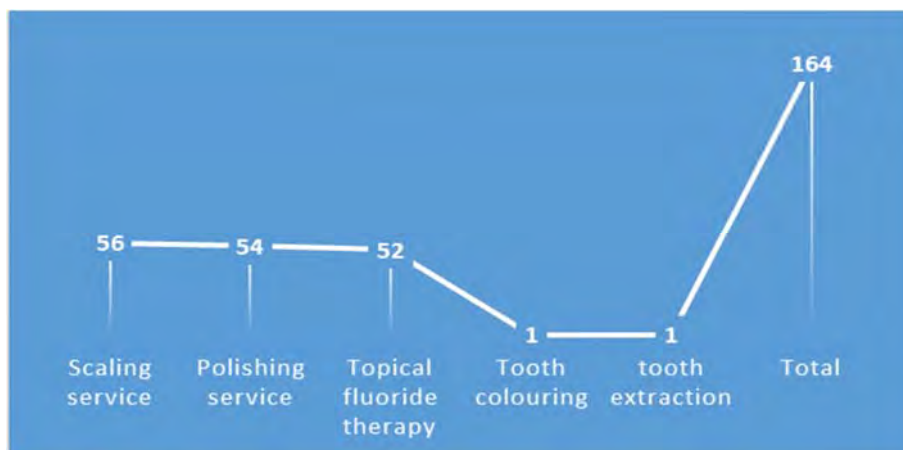 164
56
54
52
1
1
Scaling
service
Polishing
service
Topical
fluoride
therapy
Tooth
colouring
tooth
extraction
Total